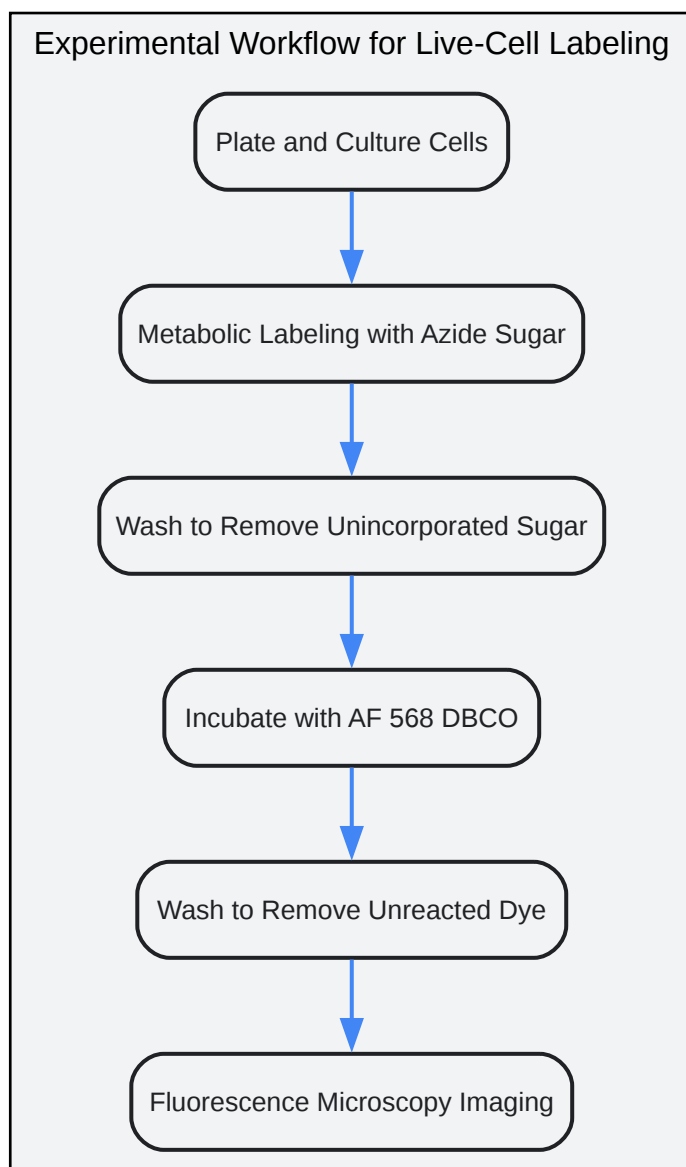 Experimental Workflow for Live-Cell Labeling
Plate and Culture Cells
Metabolic Labeling with Azide Sugar
Wash to Remove Unincorporated Sugar
Incubate with AF 568 DBCO
Wash to Remove Unreacted Dye
Fluorescence Microscopy Imaging